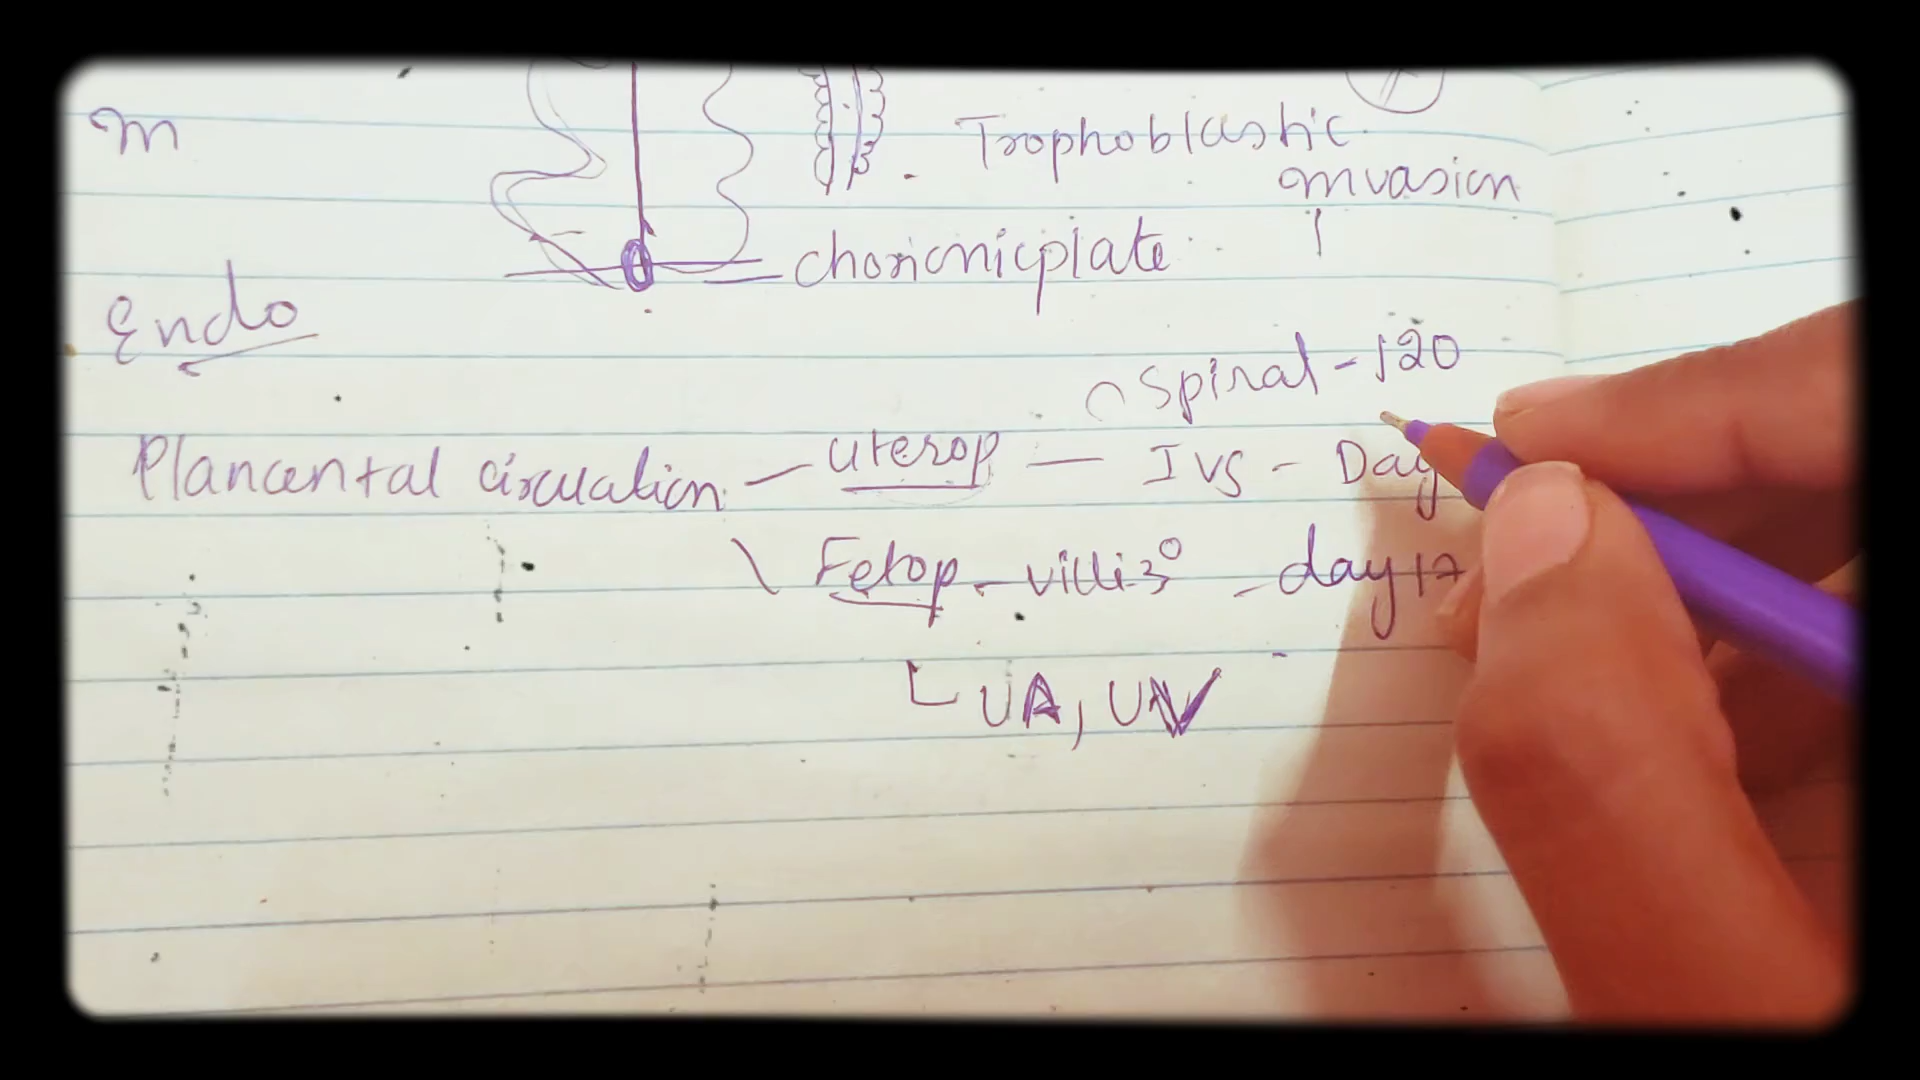 m
Trophoblastic
invasion
chorionicplate
Endo
Spiral - 120
Plancental circulation - uterop - IVS - Day
Fetop - villi 3° - day 17
UA, UV